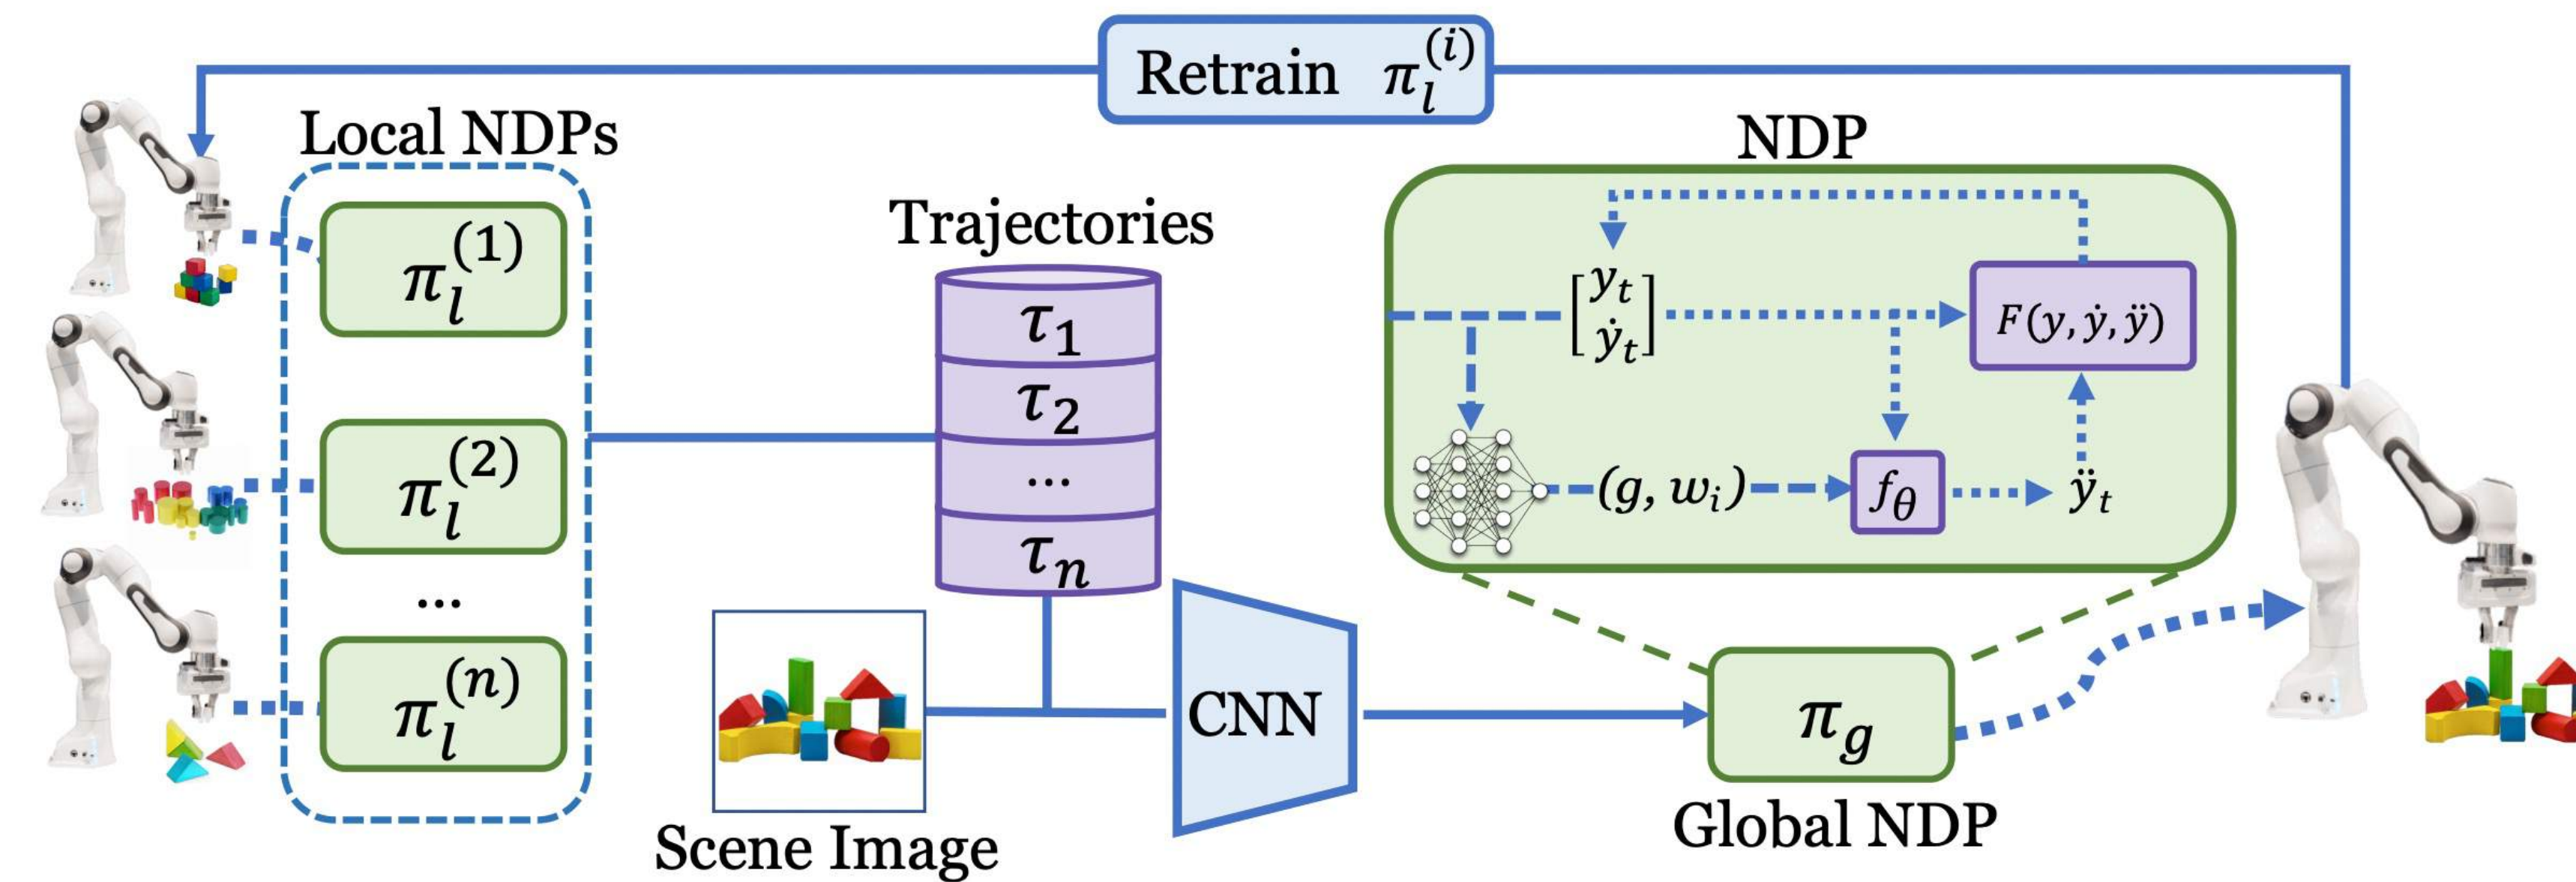 Retrain π_l^(i)
Local NDPs
π_l^(1)
π_l^(2)
...
π_l^(n)
Trajectories
τ_1
τ_2
...
τ_n
Scene Image
CNN
NDP
[y_t
ẏ_t]
F(y, ẏ, ÿ)
(g, w_i)
f_θ
ÿ_t
π_g
Global NDP